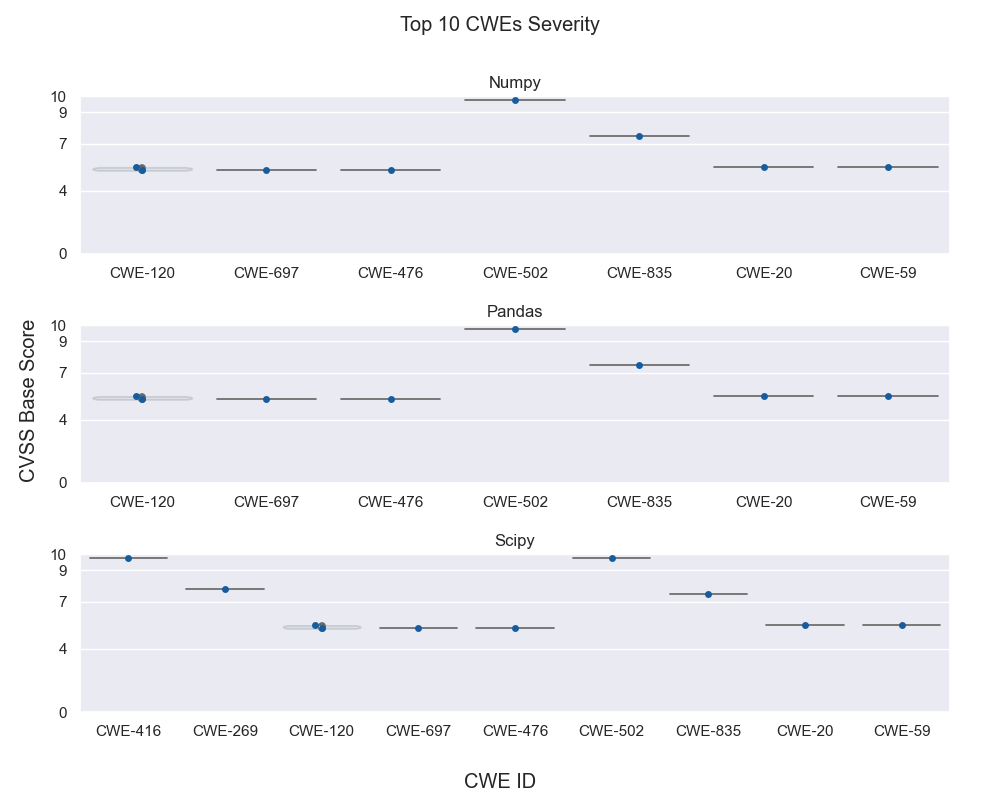 Top 10 CWEs Severity
Numpy
10
9
7
4
0
CWE-120 CWE-697 CWE-476 CWE-502 CWE-835 CWE-20 CWE-59
Pandas
10
9
7
4
0
CWE-120 CWE-697 CWE-476 CWE-502 CWE-835 CWE-20 CWE-59
CVSS Base Score
Scipy
10
9
7
4
0
CWE-416 CWE-269 CWE-120 CWE-697 CWE-476 CWE-502 CWE-835 CWE-20 CWE-59
CWE ID